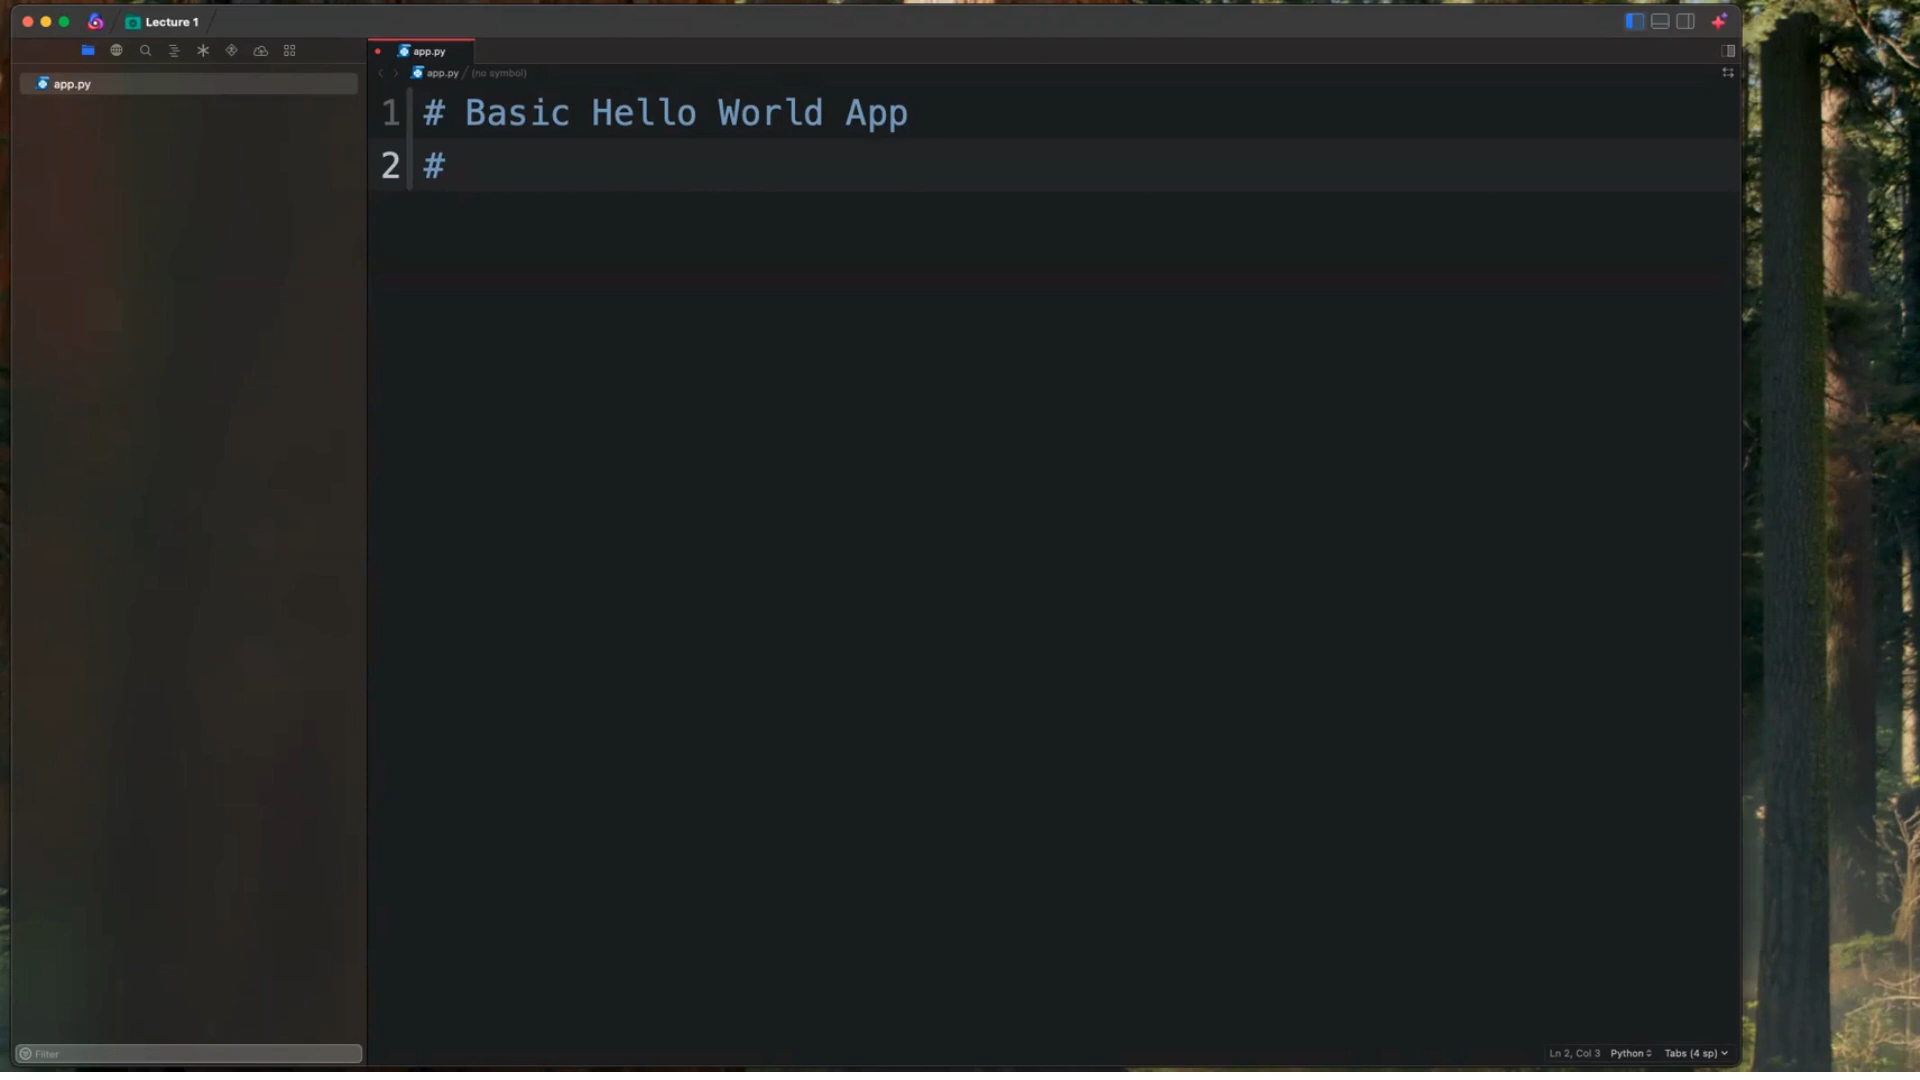 Lecture 1
app.py
app.py
app.py / (no symbol)
1 # Basic Hello World App
2 #
Filter
Ln 2, Col 3 Python Tabs (4 sp)